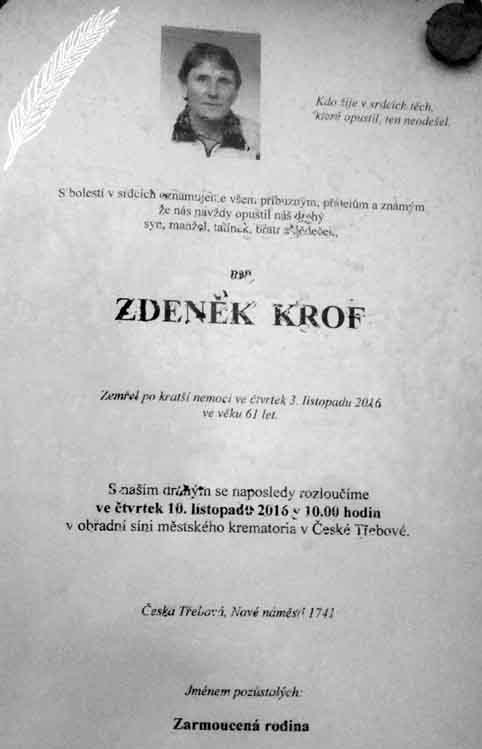 Kdo žije v srdcích těch,
které opustil, ten neodešel.
S bolestí v srdcích oznamujeme všem příbuzným, přátelům a známým
že nás navždy opustil náš drahý
syn, manžel, tatínek, bratr a dědeček,
pan
ZDENĚK KROF
Zemřel po kratší nemoci ve čtvrtek 3. listopadu 2016
ve věku 61 let.
S naším drahým se naposledy rozloučíme
ve čtvrtek 10. listopadu 2016 v 10.00 hodin
v obřadní síni městského krematoria v České Třebové.
Česká Třebová, Nové náměstí 1741
Jménem pozůstalých:
Zarmoucená rodina